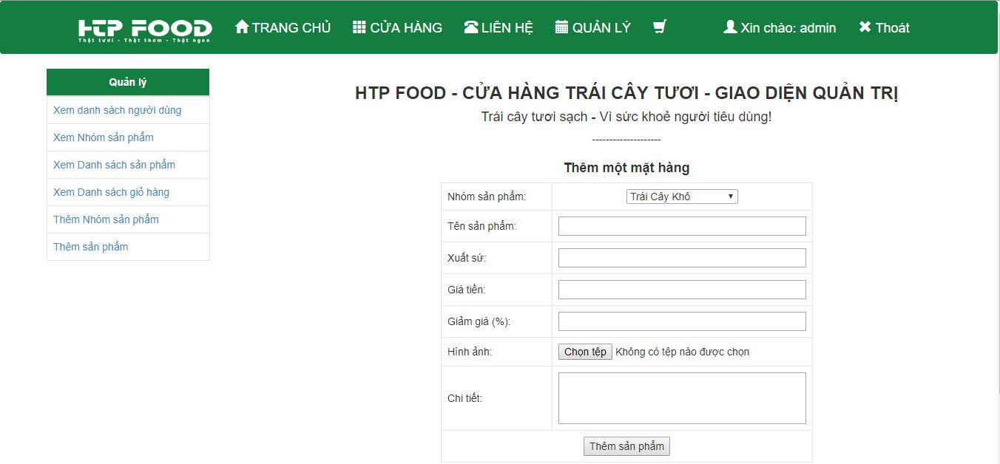 HTP FOOD
Thật tươi - Thật thơm - Thật ngon
TRANG CHỦ
CỬA HÀNG
LIÊN HỆ
QUẢN LÝ
Xin chào: admin
Thoát
Quản lý
Xem danh sách người dùng
Xem Nhóm sản phẩm
Xem Danh sách sản phẩm
Xem Danh sách giỏ hàng
Thêm Nhóm sản phẩm
Thêm sản phẩm
HTP FOOD - CỬA HÀNG TRÁI CÂY TƯƠI - GIAO DIỆN QUẢN TRỊ
Trái cây tươi sạch - Vì sức khoẻ người tiêu dùng!
--------------------
Thêm một mặt hàng
Nhóm sản phẩm: Trái Cây Khô
Tên sản phẩm:
Xuất sứ:
Giá tiền:
Giảm giá (%):
Hình ảnh: Chọn tệp Không có tệp nào được chọn
Chi tiết:
Thêm sản phẩm